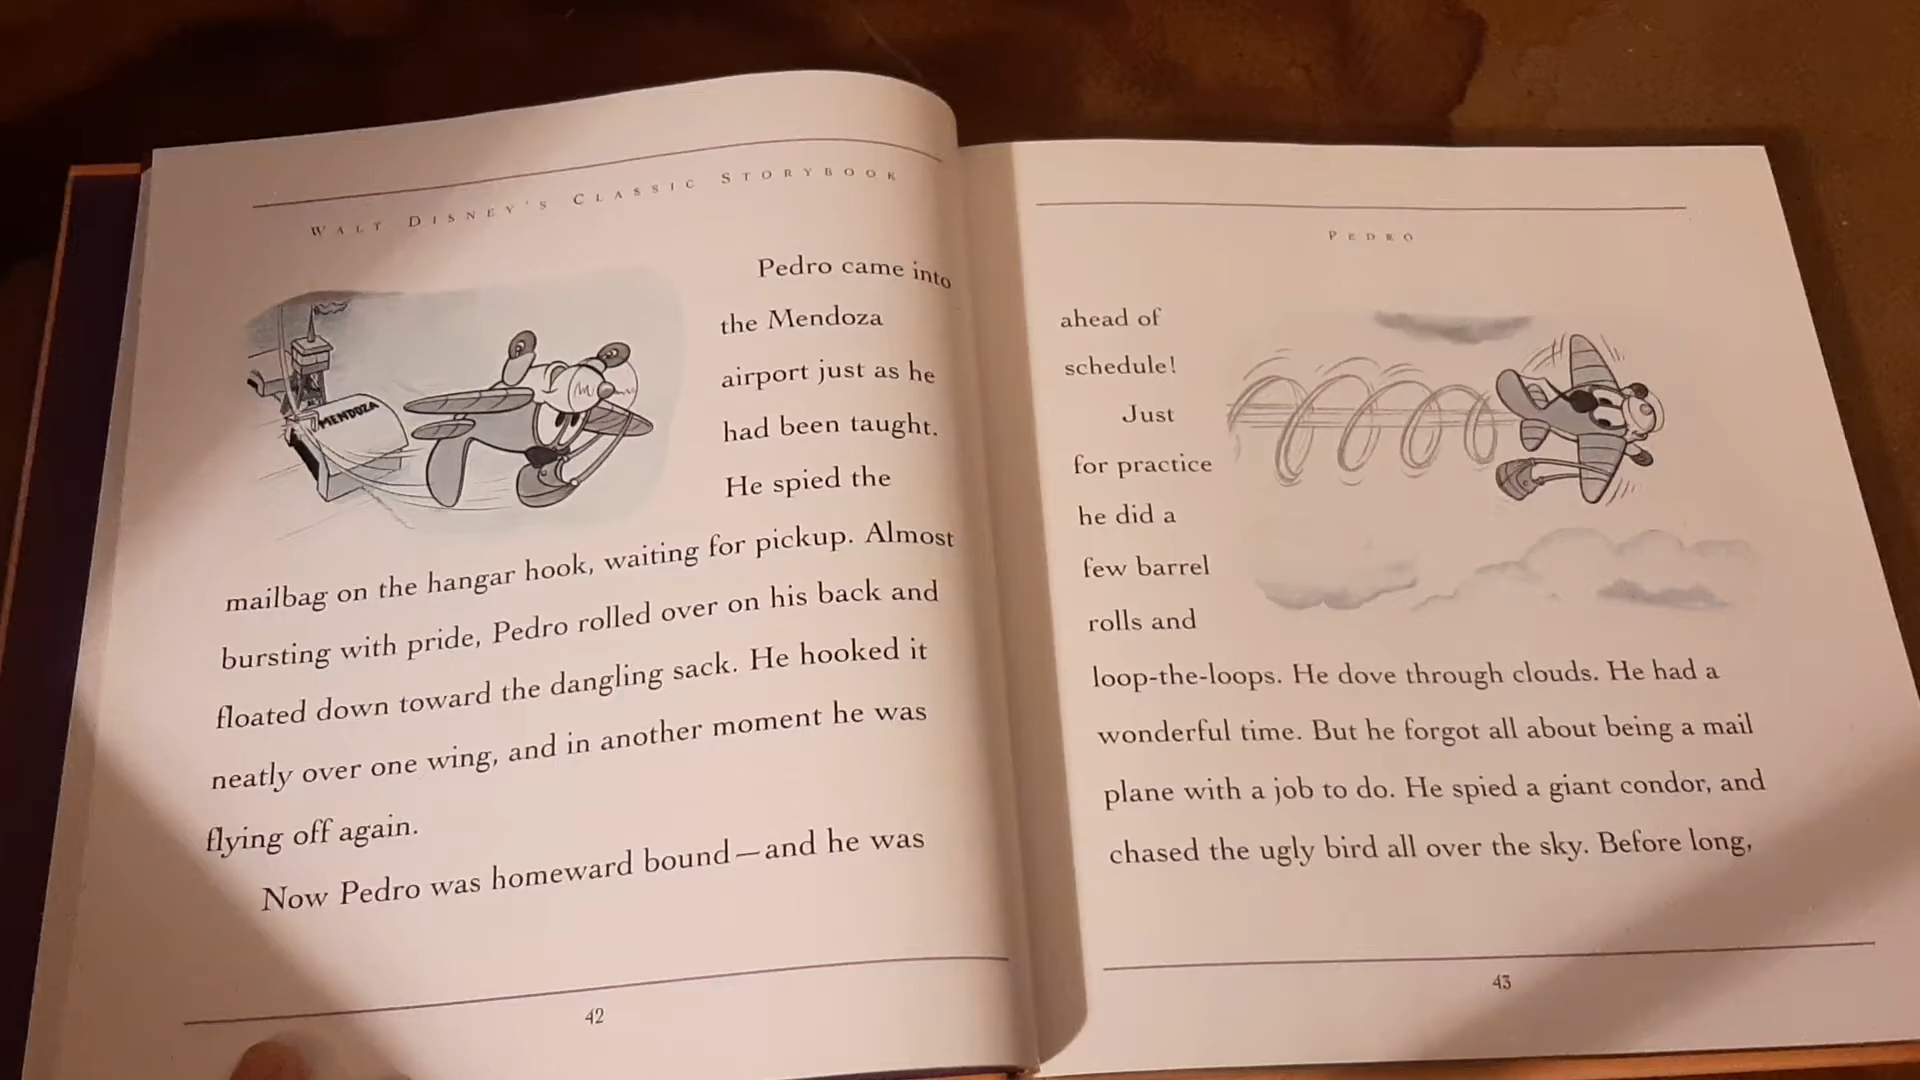 WALT DISNEY'S CLASSIC STORYBOOK
MENDOZA
Pedro came into
the Mendoza
airport just as he
had been taught.
He spied the
mailbag on the hangar hook, waiting for pickup. Almost
bursting with pride, Pedro rolled over on his back and
floated down toward the dangling sack. He hooked it
neatly over one wing, and in another moment he was
flying off again.
Now Pedro was homeward bound—and he was
42
PEDRO
ahead of
schedule!
Just
for practice
he did a
few barrel
rolls and
loop-the-loops. He dove through clouds. He had a
wonderful time. But he forgot all about being a mail
plane with a job to do. He spied a giant condor, and
chased the ugly bird all over the sky. Before long,
43